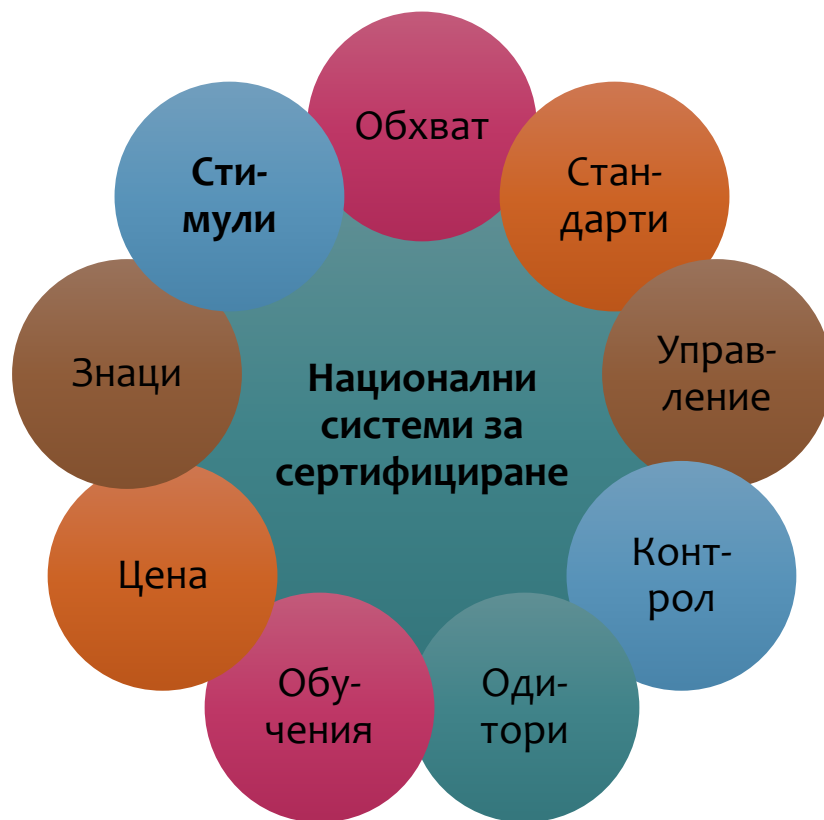 Обхват
Стан-
дарти
Управ-
ление
Конт-
рол
Оди-
тори
Обу-
чения
Цена
Знаци
Сти-
мули
Национални
системи за
сертифициране